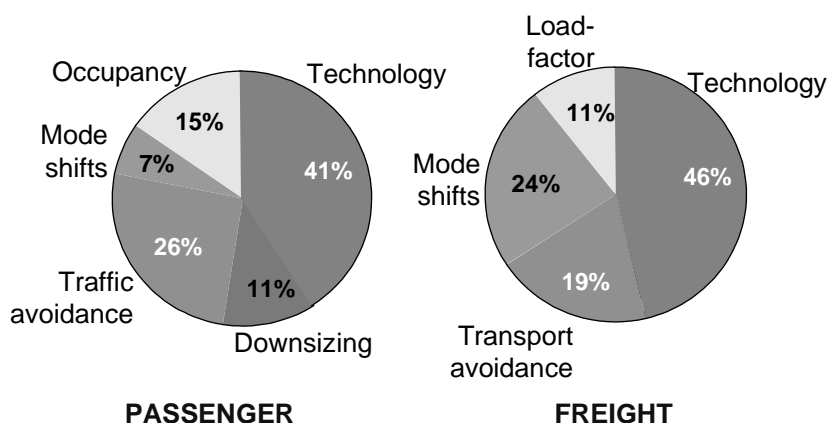 Occupancy
Technology
15%
Mode
shifts
7%
41%
26%
11%
Traffic
avoidance
Downsizing
PASSENGER
Load-
factor
Technology
11%
Mode
shifts
24%
46%
19%
Transport
avoidance
FREIGHT